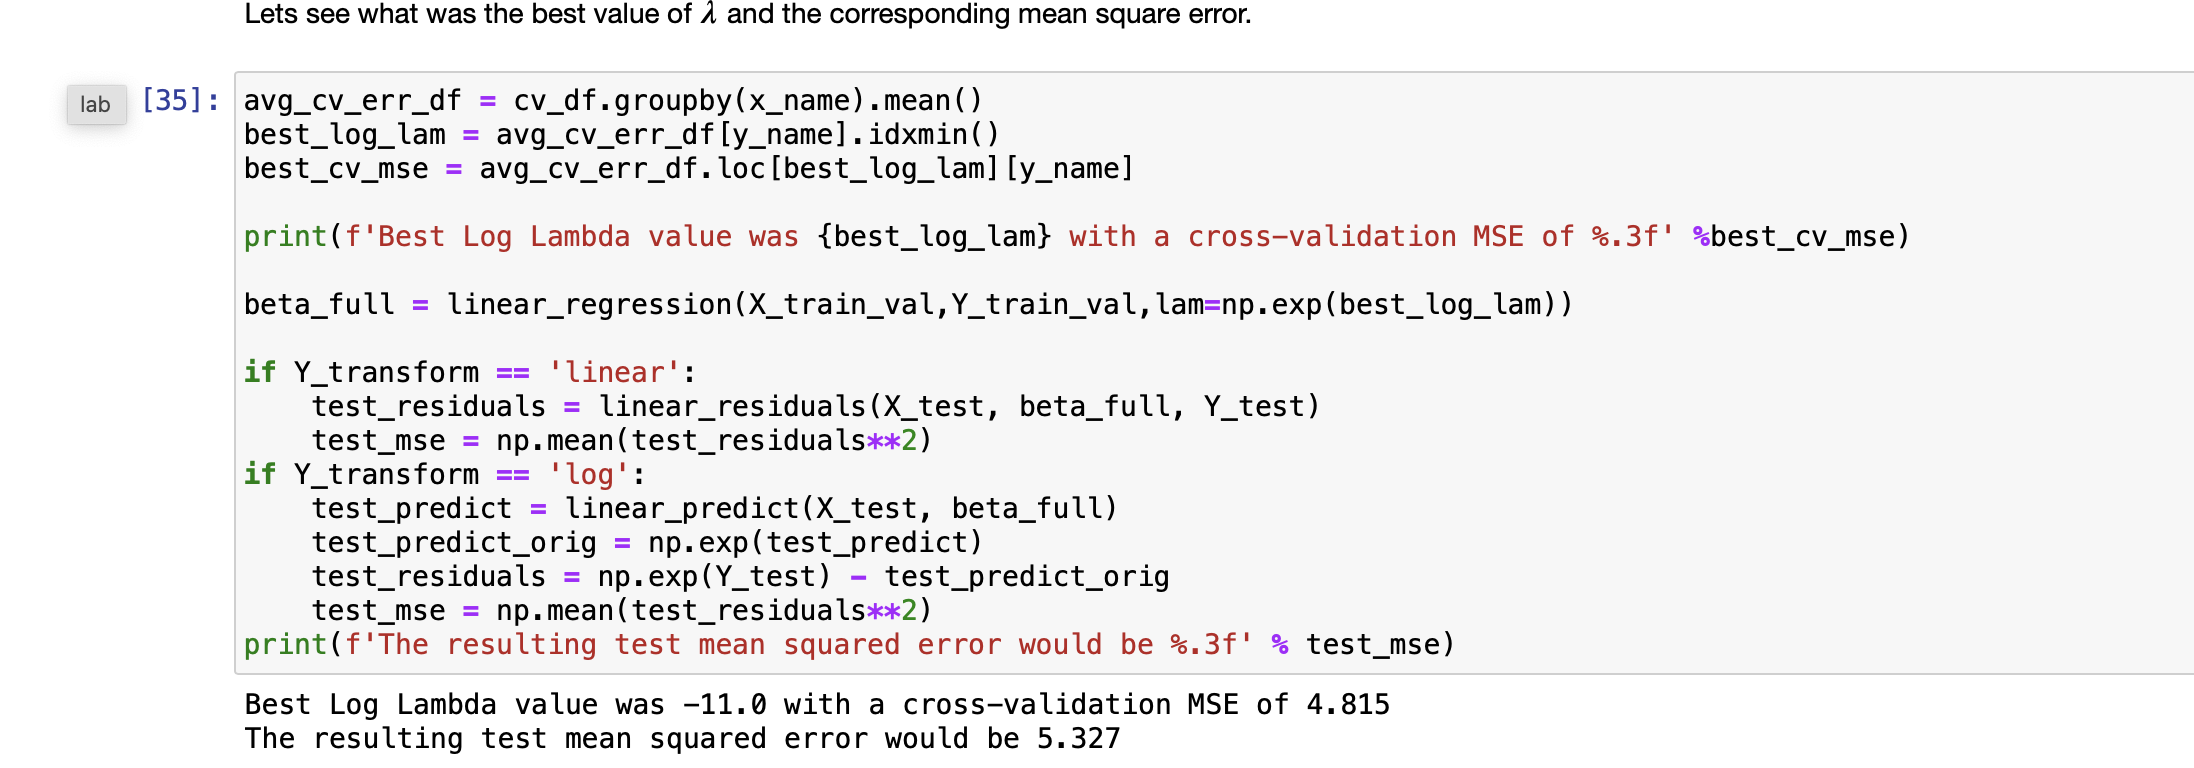 Lets see what was the best value of λ and the corresponding mean square error.
lab [35]: avg_cv_err_df = cv_df.groupby(x_name).mean()
best_log_lam = avg_cv_err_df[y_name].idxmin()
best_cv_mse = avg_cv_err_df.loc[best_log_lam][y_name]
print(f'Best Log Lambda value was {best_log_lam} with a cross-validation MSE of %.3f' %best_cv_mse)
beta_full = linear_regression(X_train_val,Y_train_val,lam=np.exp(best_log_lam))
if Y_transform == 'linear':
    test_residuals = linear_residuals(X_test, beta_full, Y_test)
    test_mse = np.mean(test_residuals**2)
if Y_transform == 'log':
    test_predict = linear_predict(X_test, beta_full)
    test_predict_orig = np.exp(test_predict)
    test_residuals = np.exp(Y_test) - test_predict_orig
    test_mse = np.mean(test_residuals**2)
print(f'The resulting test mean squared error would be %.3f' % test_mse)
Best Log Lambda value was -11.0 with a cross-validation MSE of 4.815
The resulting test mean squared error would be 5.327